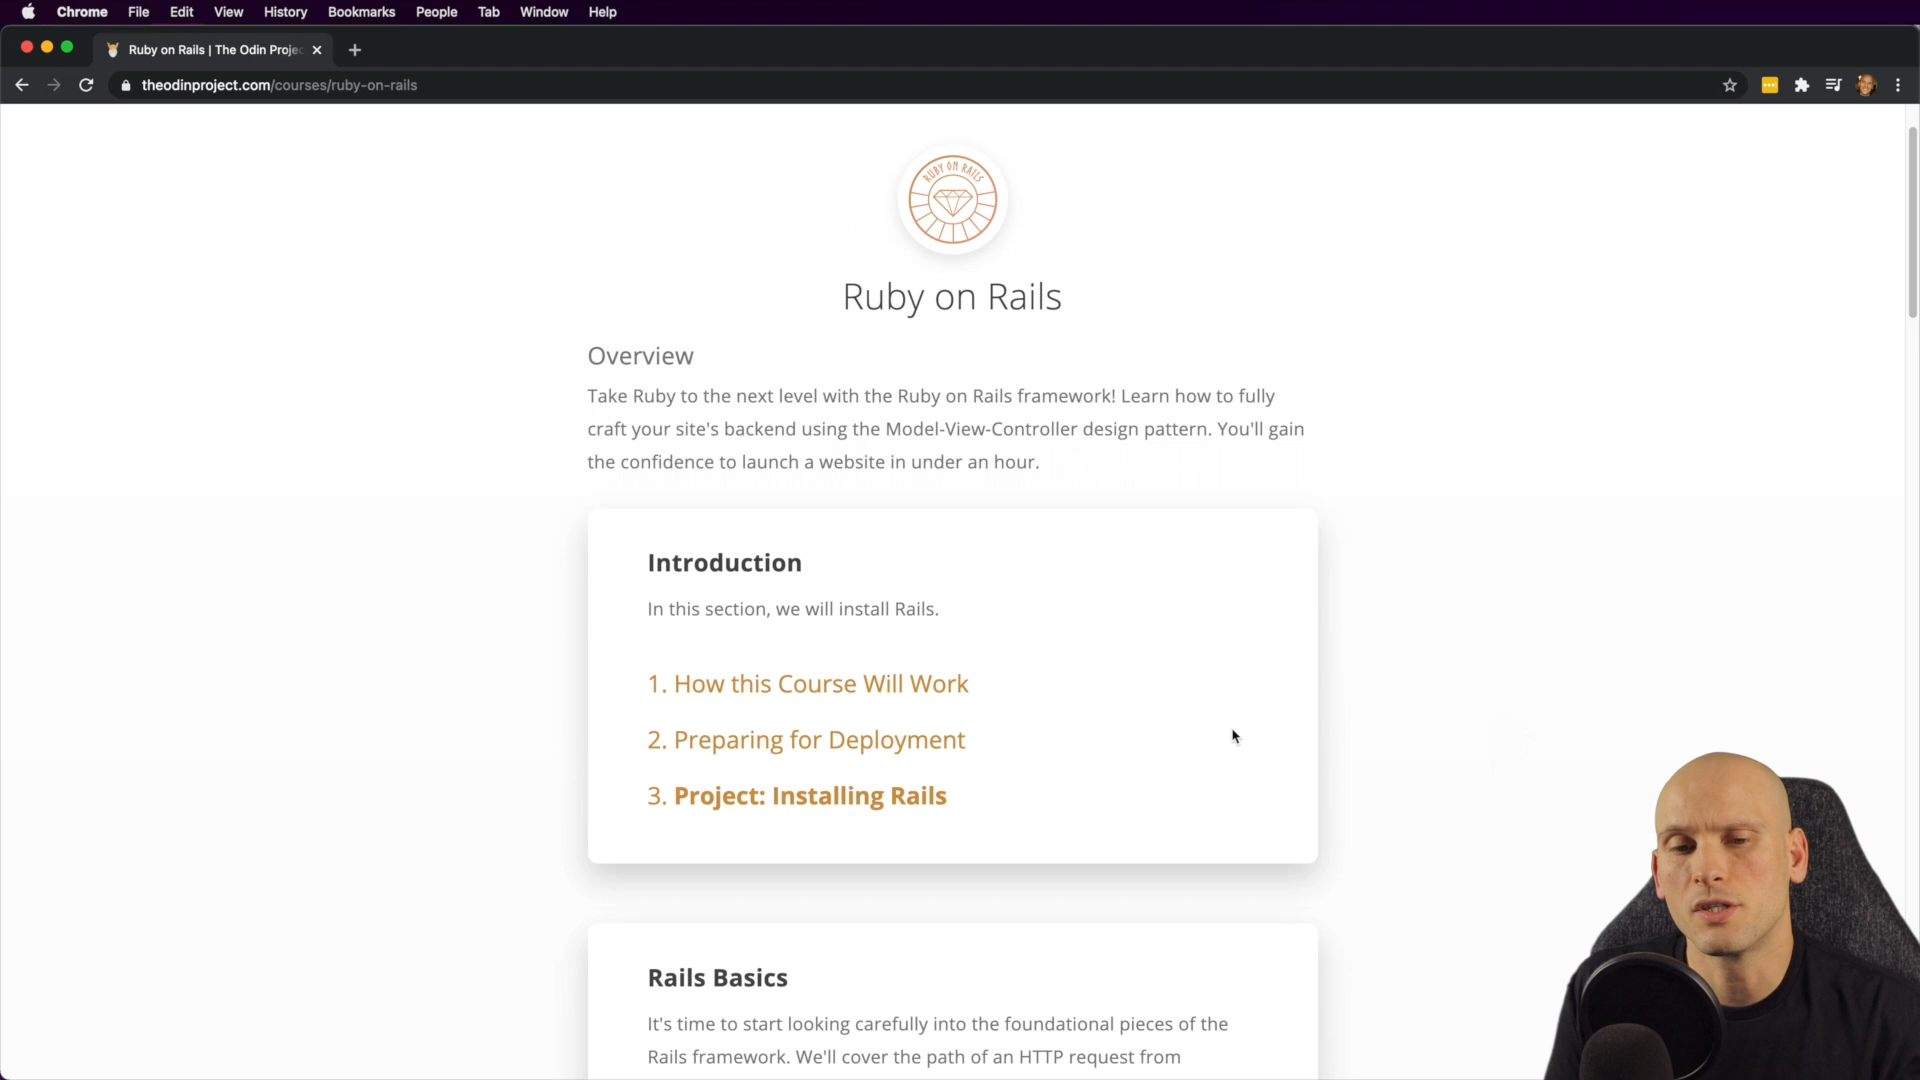 Chrome File Edit View History Bookmarks People Tab Window Help
Ruby on Rails | The Odin Projec
theodinproject.com/courses/ruby-on-rails
RUBY ON RAILS
Ruby on Rails
Overview
Take Ruby to the next level with the Ruby on Rails framework! Learn how to fully
craft your site's backend using the Model-View-Controller design pattern. You'll gain
the confidence to launch a website in under an hour.
Introduction
In this section, we will install Rails.
1. How this Course Will Work
2. Preparing for Deployment
3. Project: Installing Rails
Rails Basics
It's time to start looking carefully into the foundational pieces of the
Rails framework. We'll cover the path of an HTTP request from